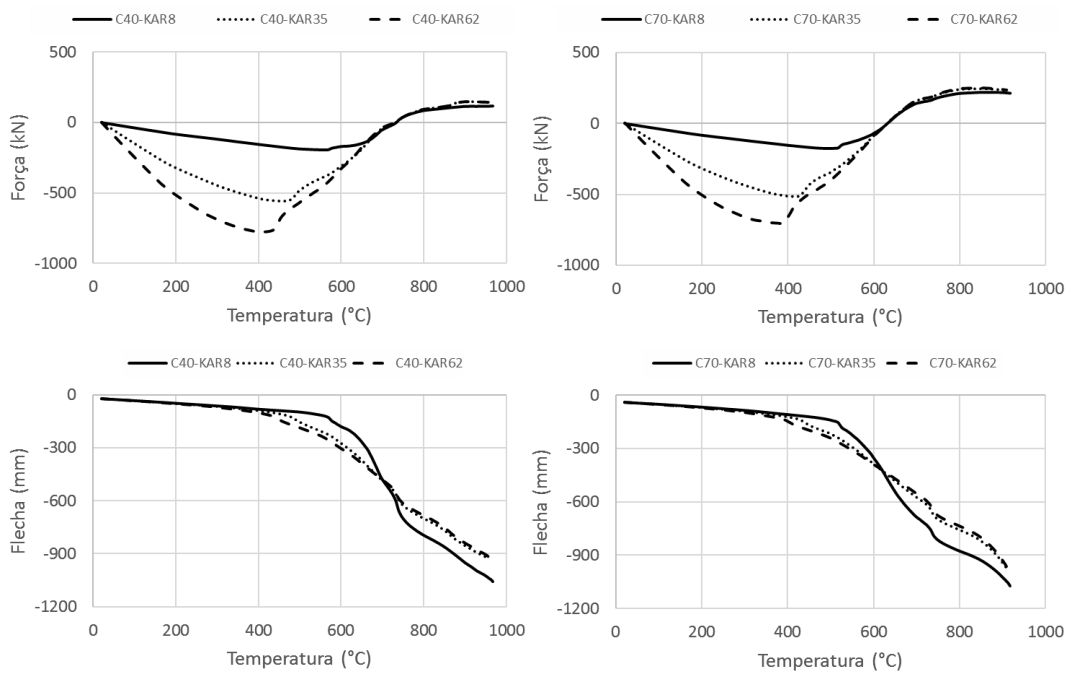 C40-KAR8 C40-KAR35 C40-KAR62
500
0
-500
-1000
Força (kN)
0 200 400 600 800 1000
Temperatura (°C)
C70-KAR8 C70-KAR35 C70-KAR62
500
0
-500
-1000
Força (kN)
0 200 400 600 800 1000
Temperatura (°C)
C40-KAR8 C40-KAR35 C40-KAR62
0
-300
-600
-900
-1200
Flecha (mm)
0 200 400 600 800 1000
Temperatura (°C)
C70-KAR8 C70-KAR35 C70-KAR62
0
-300
-600
-900
-1200
Flecha (mm)
0 200 400 600 800 1000
Temperatura (°C)